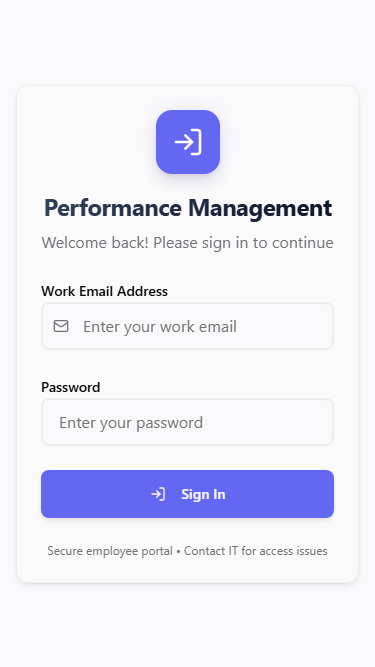 Performance Management
Welcome back! Please sign in to continue
Work Email Address
Enter your work email
Password
Enter your password
Sign In
Secure employee portal • Contact IT for access issues